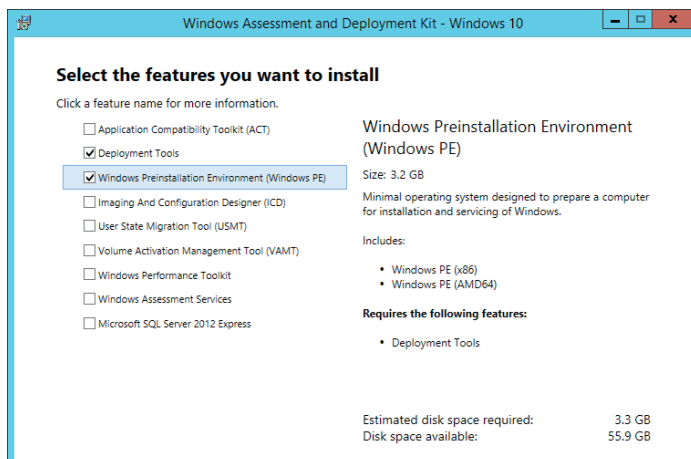 Windows Assessment and Deployment Kit - Windows 10
Select the features you want to install
Click a feature name for more information.
Application Compatibility Toolkit (ACT)
Deployment Tools
Windows Preinstallation Environment (Windows PE)
Imaging And Configuration Designer (ICD)
User State Migration Tool (USMT)
Volume Activation Management Tool (VAMT)
Windows Performance Toolkit
Windows Assessment Services
Microsoft SQL Server 2012 Express
Windows Preinstallation Environment
(Windows PE)
Size: 3.2 GB
Minimal operating system designed to prepare a computer
for installation and servicing of Windows.
Includes:
• Windows PE (x86)
• Windows PE (AMD64)
Requires the following features:
• Deployment Tools
Estimated disk space required: 3.3 GB
Disk space available: 55.9 GB